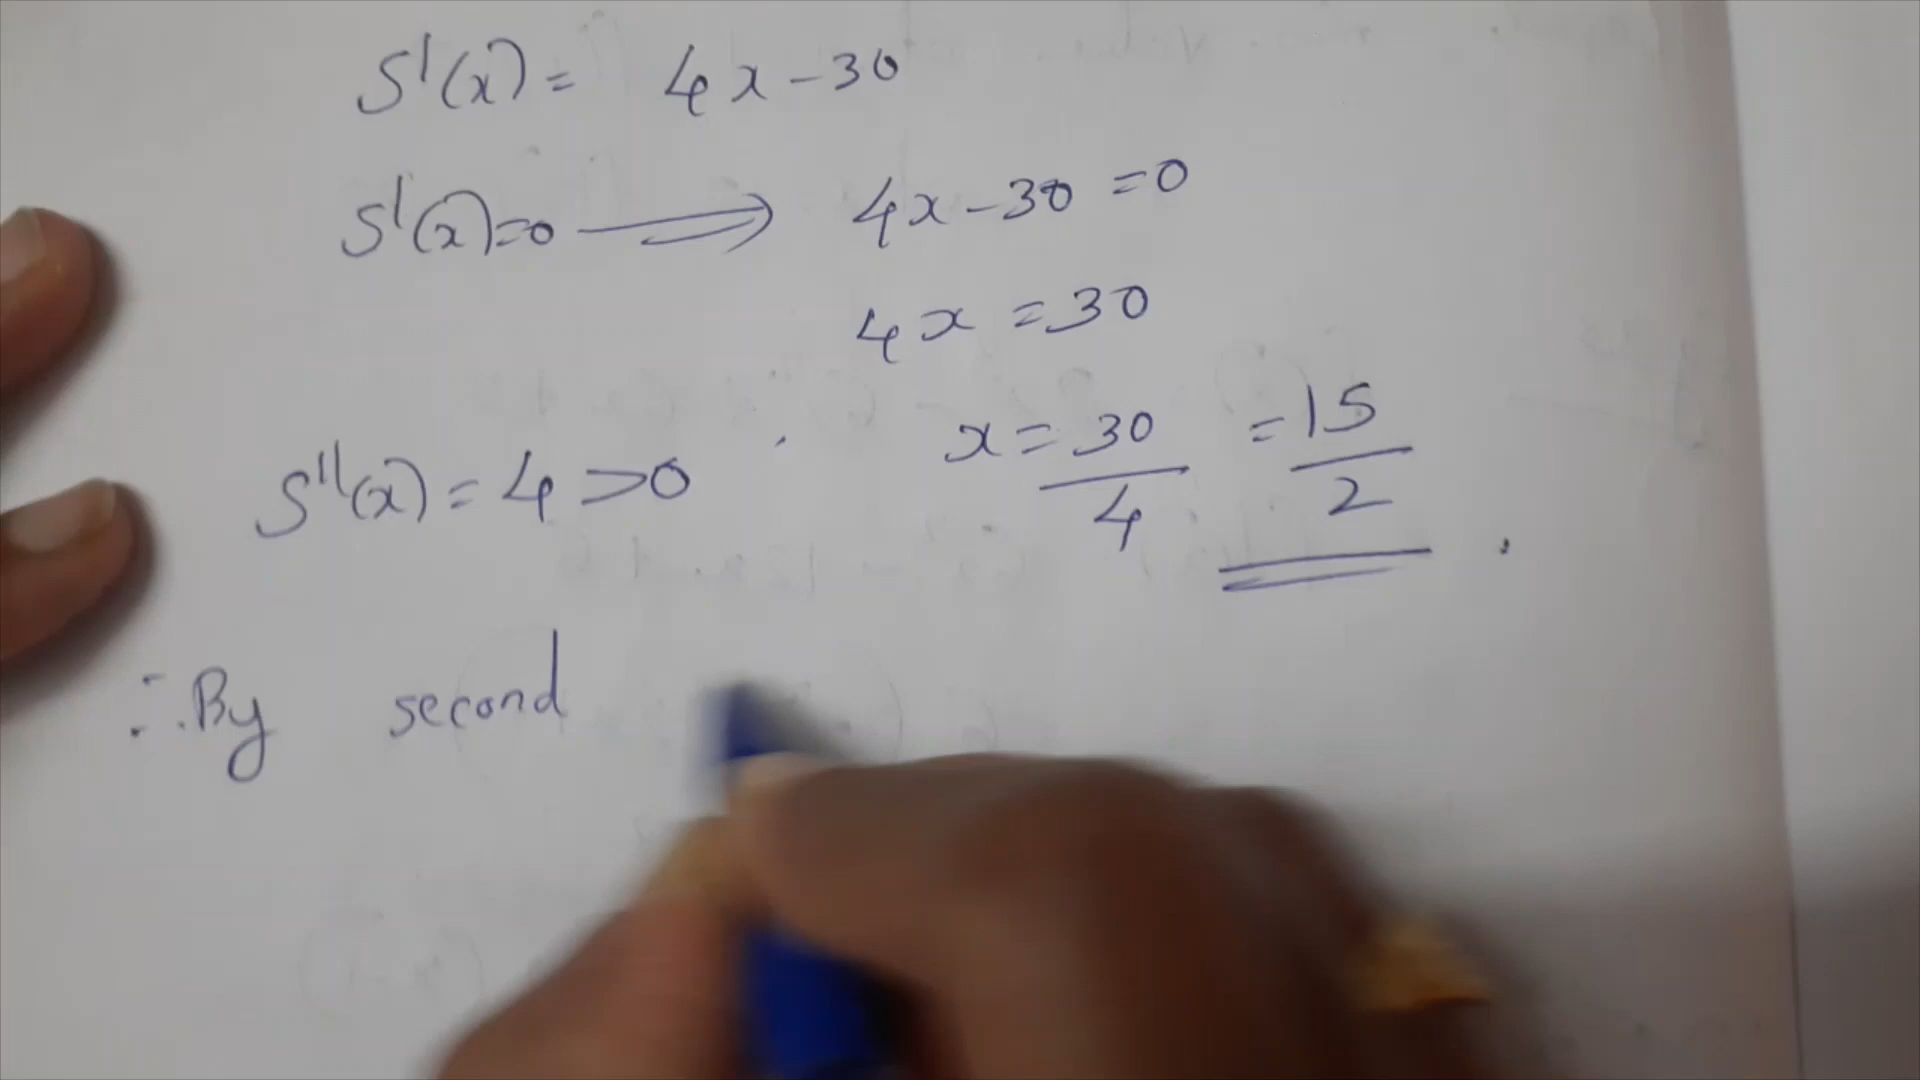 S'(x) = 4x - 30
S'(x) = 0 ⟹ 4x - 30 = 0
4x = 30
x = 30/4 = 15/2
S''(x) = 4 > 0
∴ By second